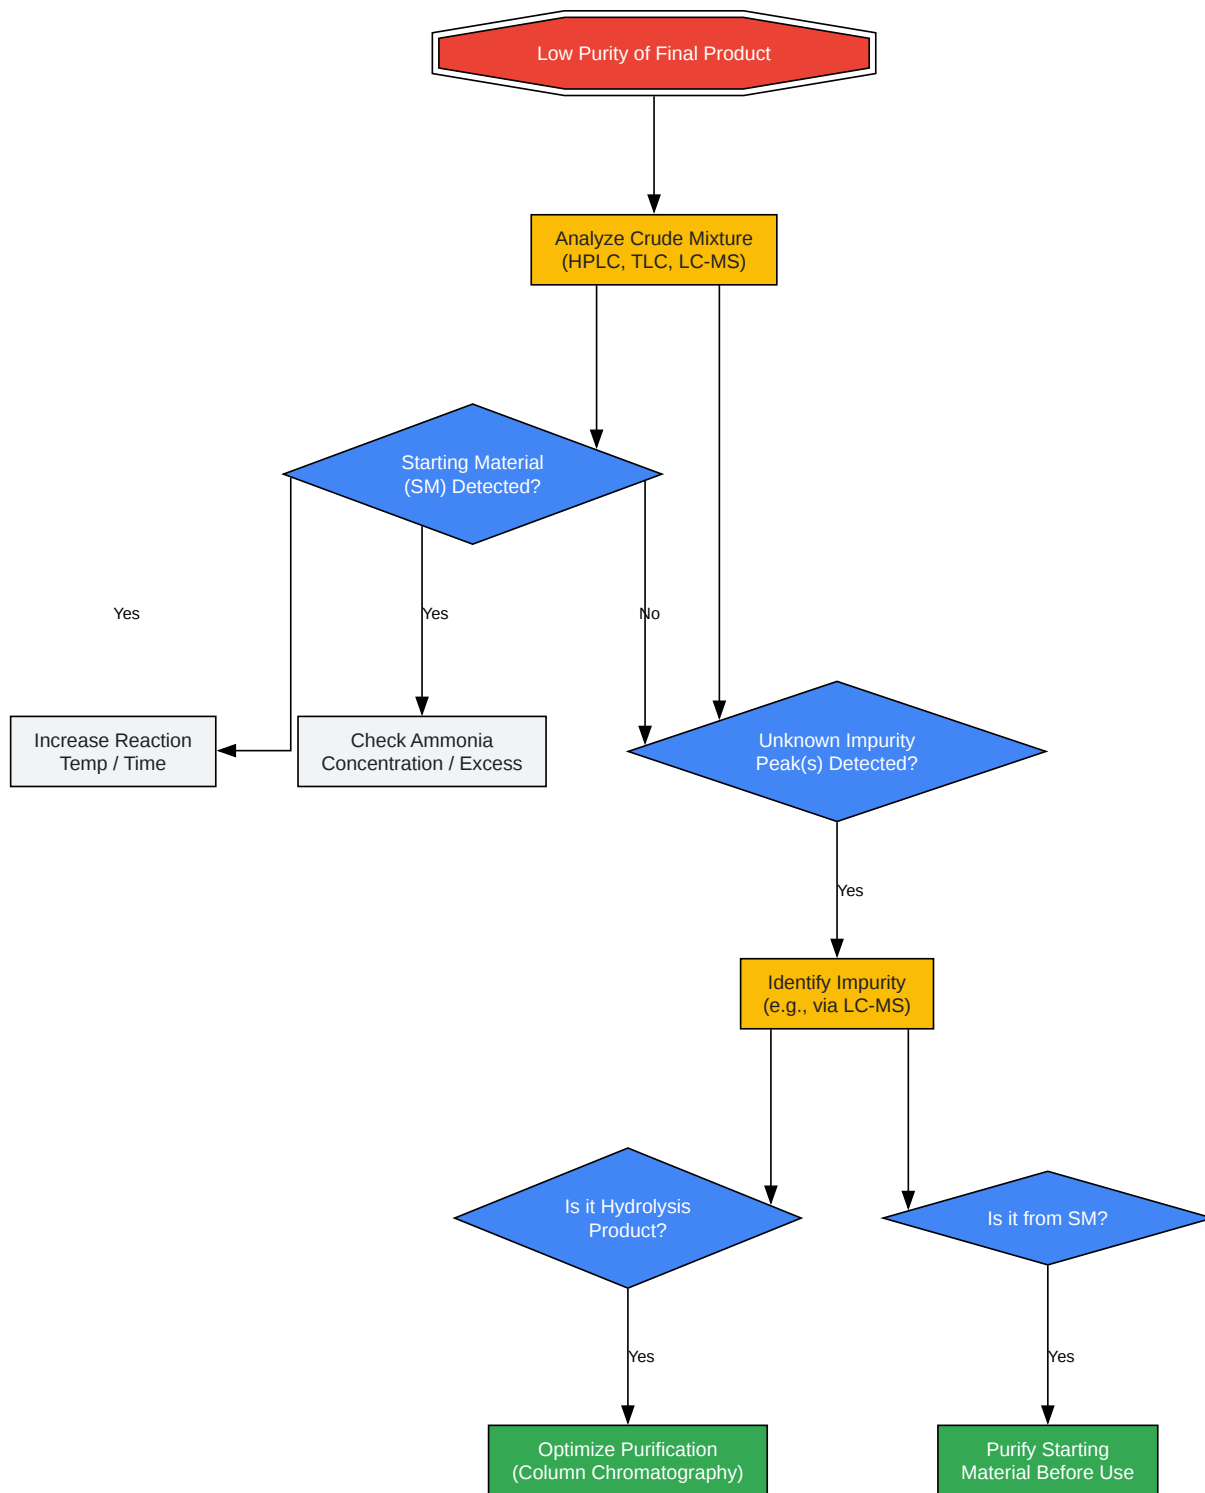 Low Purity of Final Product
Analyze Crude Mixture
(HPLC, TLC, LC-MS)
Starting Material
(SM) Detected?
Yes
Yes
No
Increase Reaction
Temp / Time
Check Ammonia
Concentration / Excess
Unknown Impurity
Peak(s) Detected?
Yes
Identify Impurity
(e.g., via LC-MS)
Is it Hydrolysis
Product?
Is it from SM?
Yes
Yes
Optimize Purification
(Column Chromatography)
Purify Starting
Material Before Use